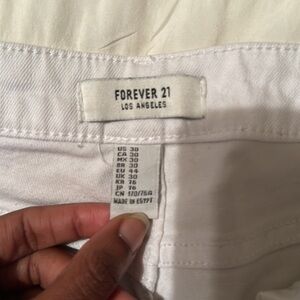 FOREVER 21
LOS ANGELES
US 30
CA 30
MX 30
BR 30
EU 44
UK 30
KR 76
JP 76
CN 170/76A
MADE IN EGYPT